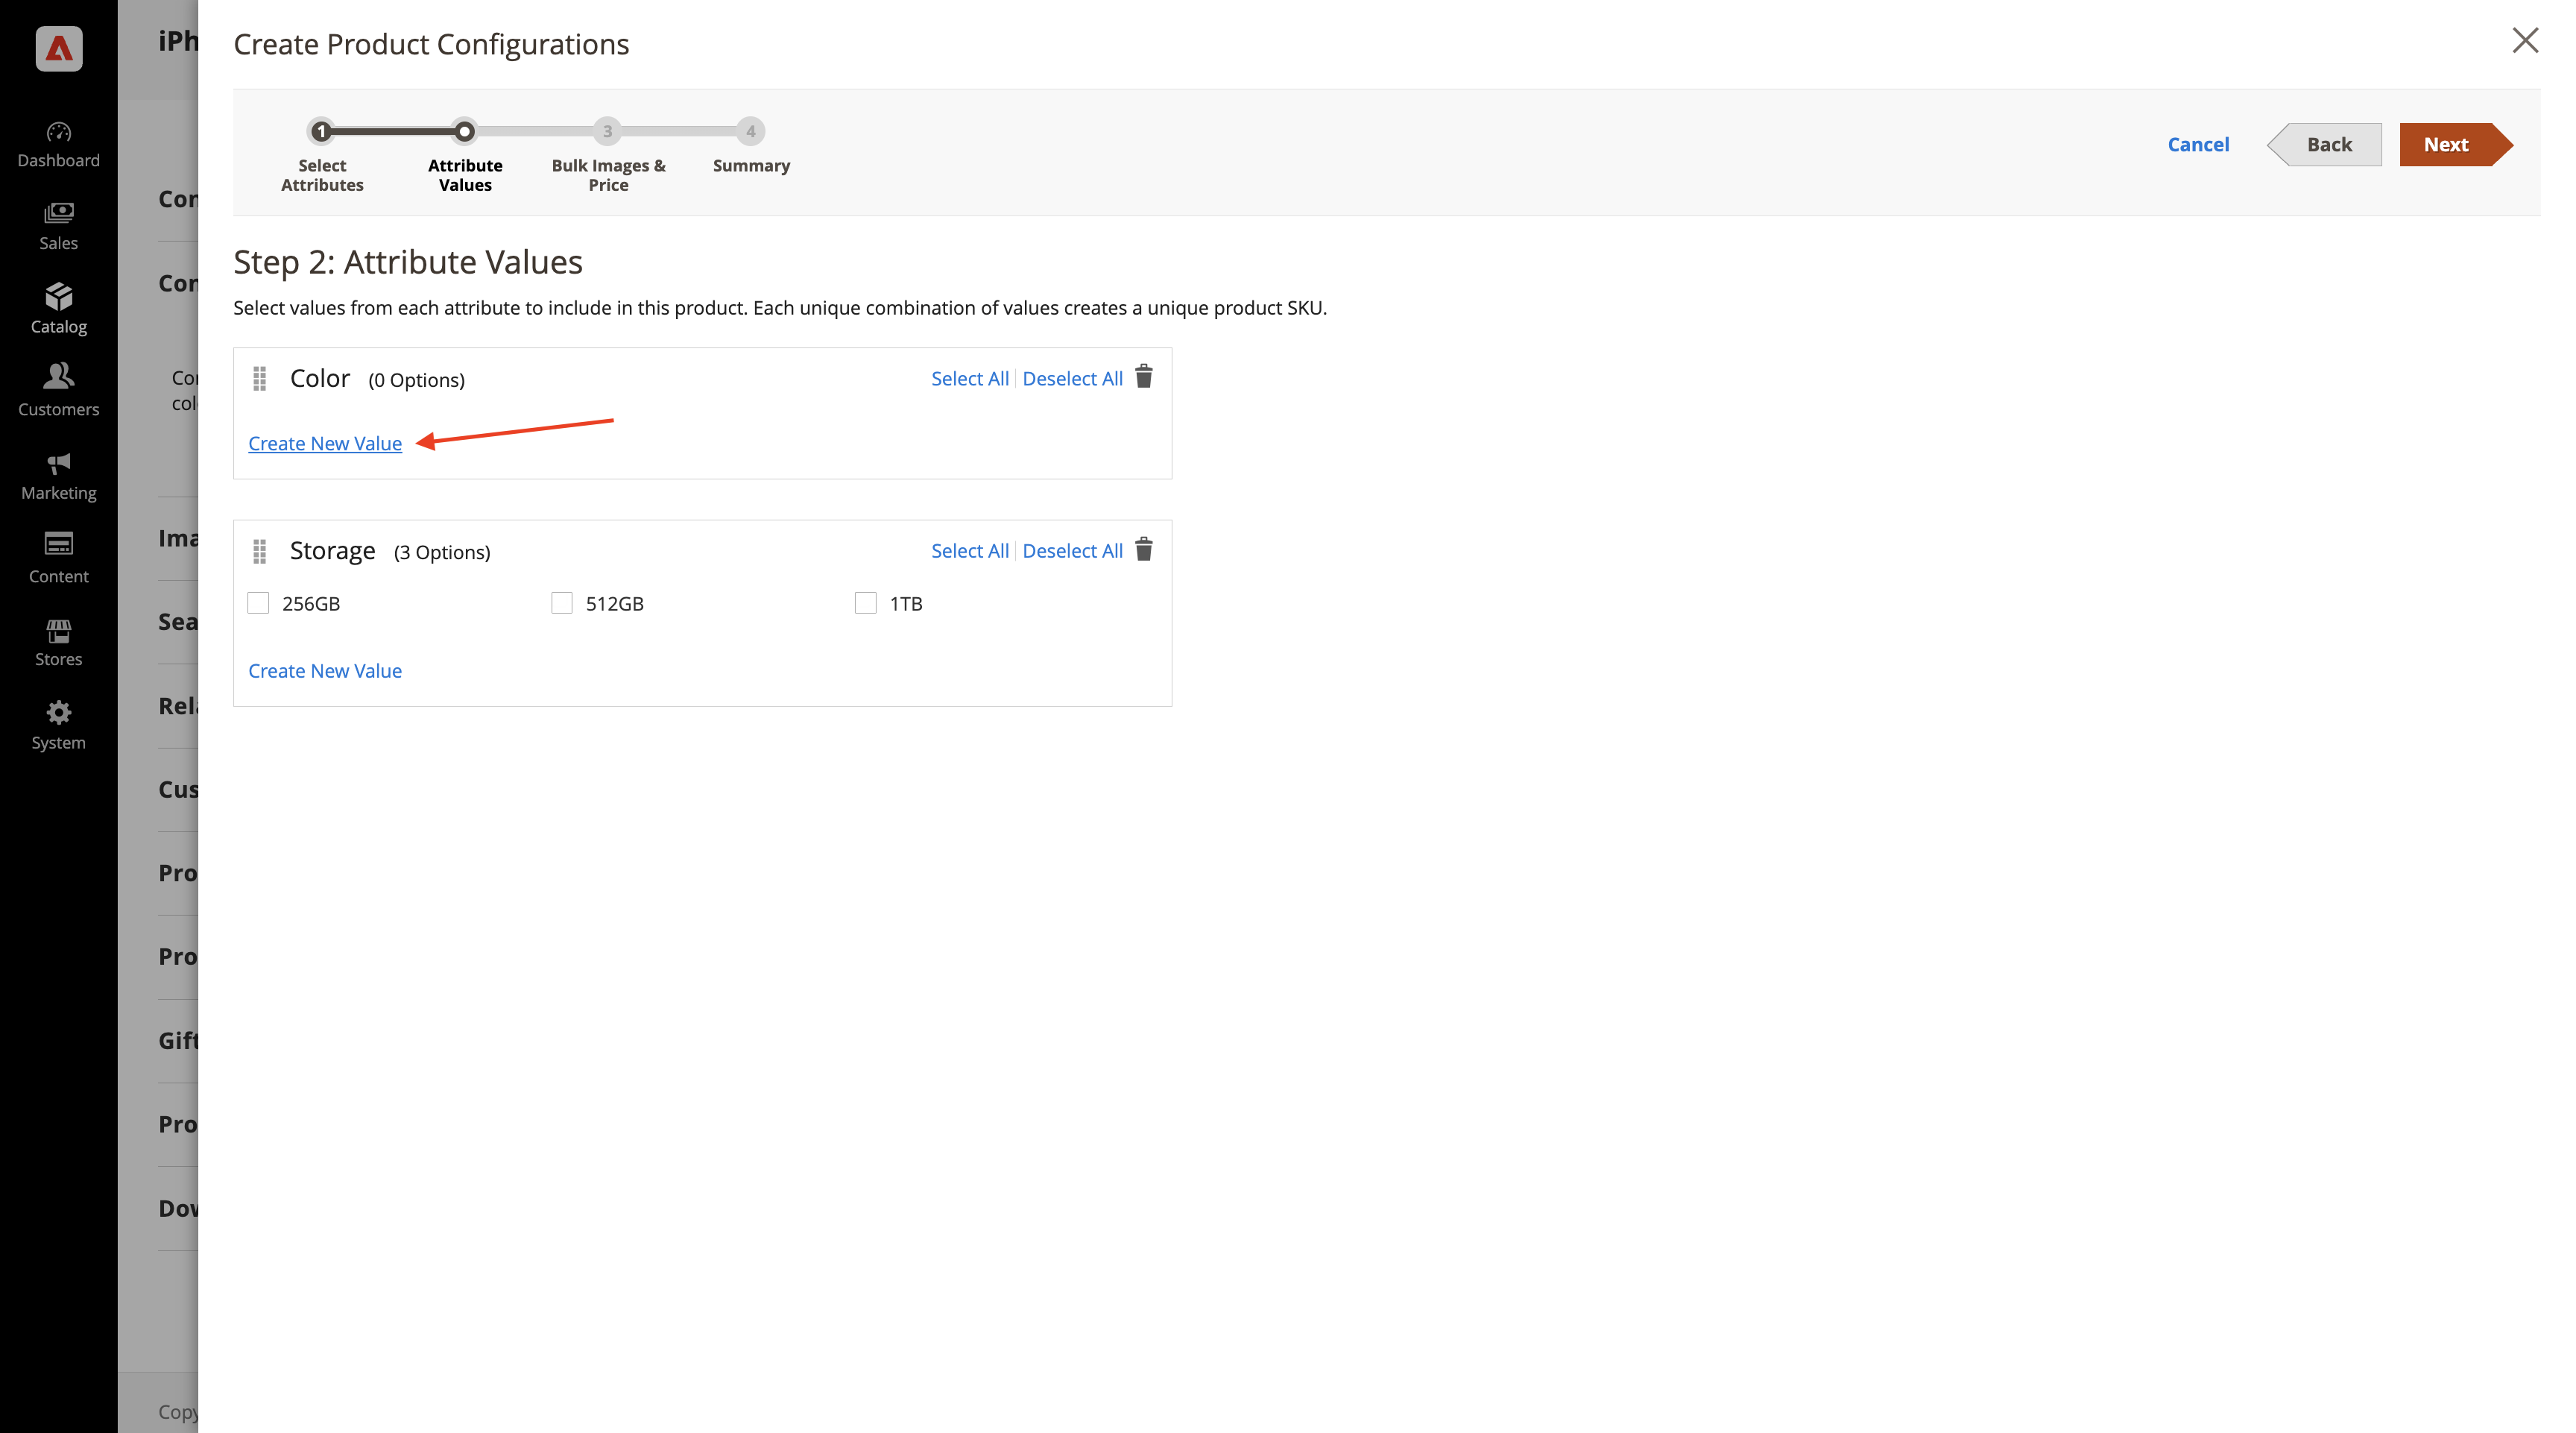 Create Product Configurations
1
3
4
Select
Attributes
Attribute
Values
Bulk Images &
Price
Summary
Cancel
Back
Next
Step 2: Attribute Values
Select values from each attribute to include in this product. Each unique combination of values creates a unique product SKU.
Color (0 Options)
Select All
Deselect All
Create New Value
Storage (3 Options)
Select All
Deselect All
256GB
512GB
1TB
Create New Value
Dashboard
Sales
Catalog
Customers
Marketing
Content
Stores
System
iPh
Con
Con
Co
col
Ima
Sea
Rela
Cus
Pro
Pro
Gift
Pro
Dow
Copy